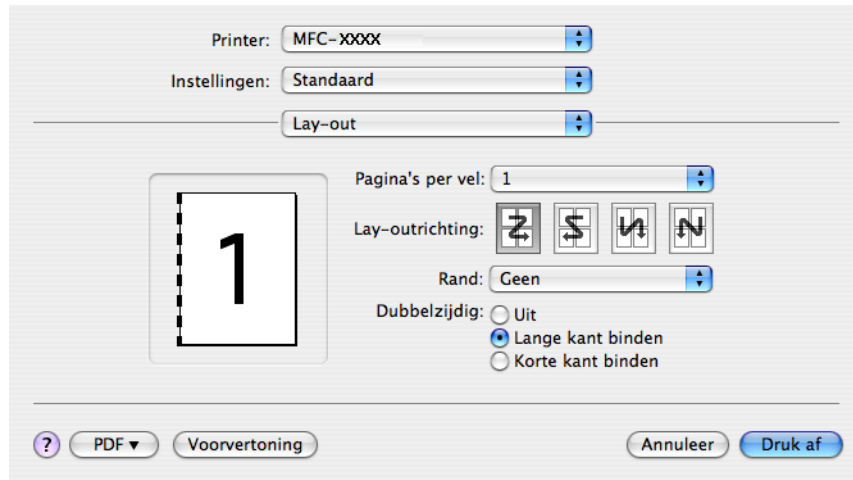 Printer: MFC-XXXX
Instellingen: Standaard
Lay-out
Pagina's per vel: 1
1
Lay-outrichting:
Rand: Geen
Dubbelzijdig: Uit
Lange kant binden
Korte kant binden
? PDF▼ Voorvertoning Annuleer Druk af